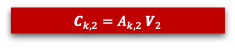 C_{k,2} = A_{k,2} V_2